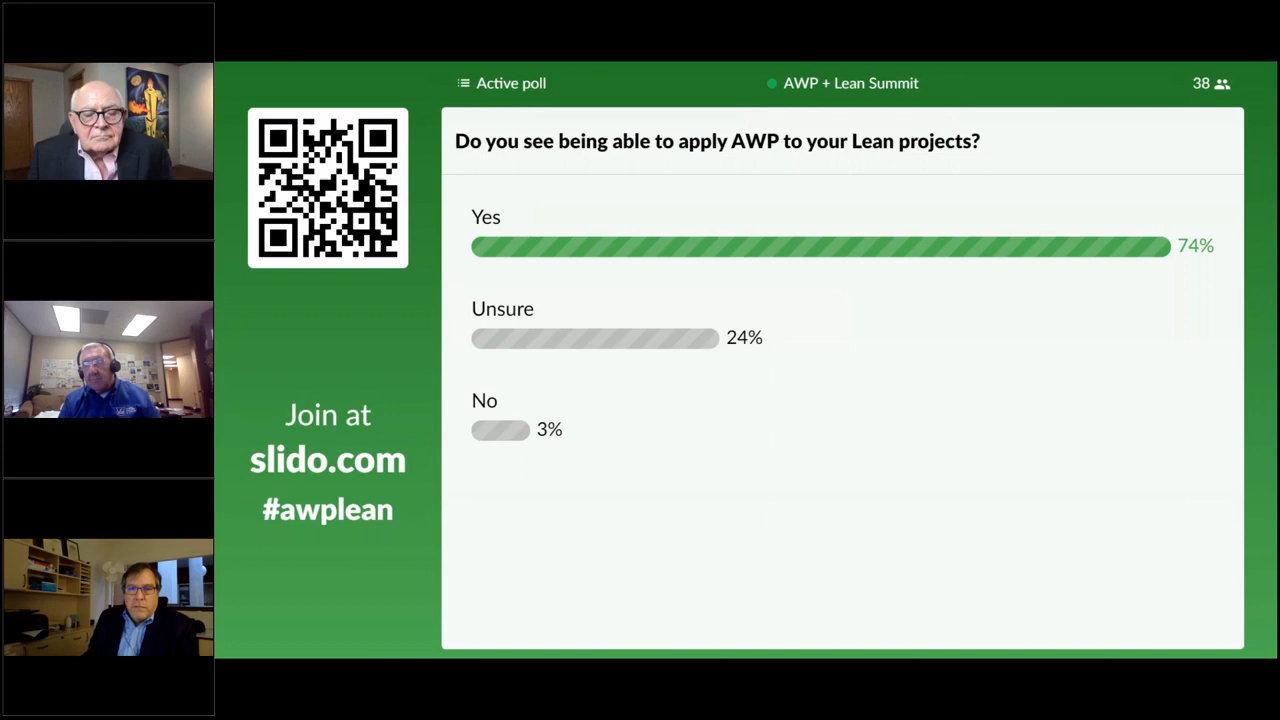 Active poll
AWP + Lean Summit
38
Do you see being able to apply AWP to your Lean projects?
Yes
74%
Unsure
24%
No
3%
Join at
slido.com
#awplean